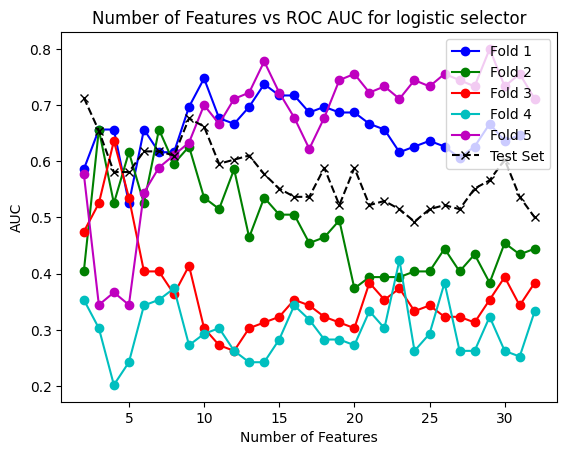 Number of Features vs ROC AUC for logistic selector
0.8
0.7
0.6
0.5
0.4
0.3
0.2
AUC
5
10
15
20
25
30
Number of Features
Fold 1
Fold 2
Fold 3
Fold 4
Fold 5
Test Set